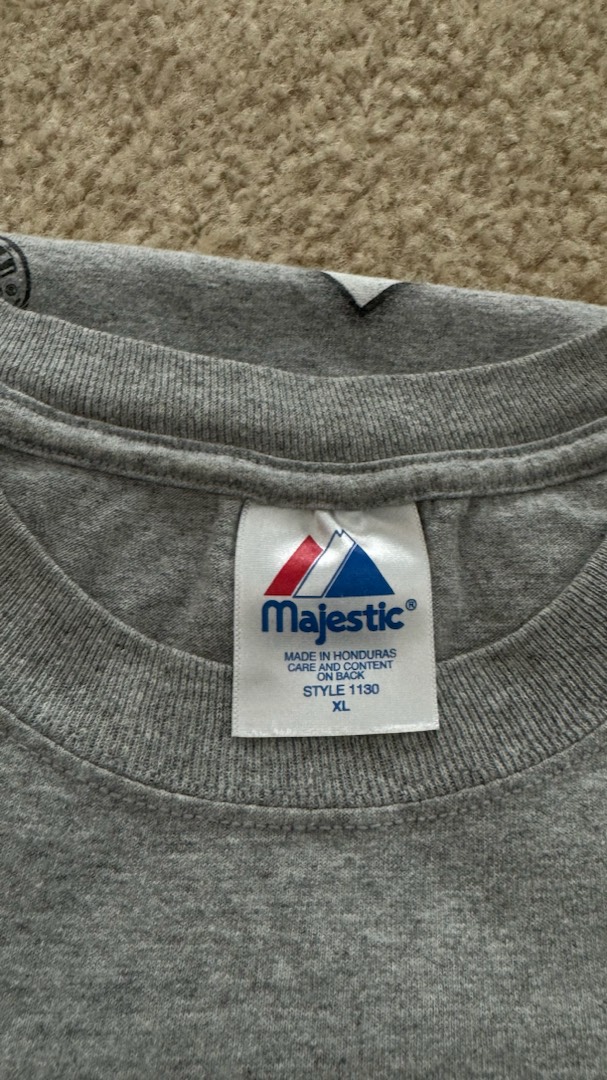 Majestic®
MADE IN HONDURAS
CARE AND CONTENT
ON BACK
STYLE 1130
XL